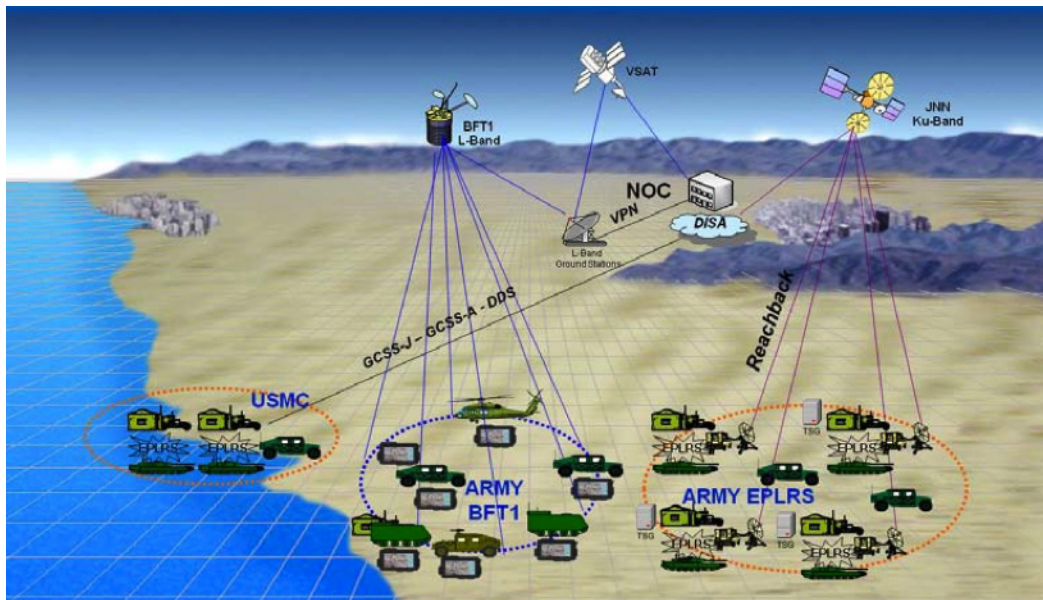 VSAT
BFT1
L-Band
JNN
Ku-Band
NOC
VPN
DISA
L-Band
Ground Stations
GCSS-J – GCSS-A - DDS
Reachback
USMC
EPLRS
EPLRS
ARMY
BFT1
ARMY EPLRS
TSG
EPLRS
EPLRS
TSG
TSG
EPLRS
EPLRS